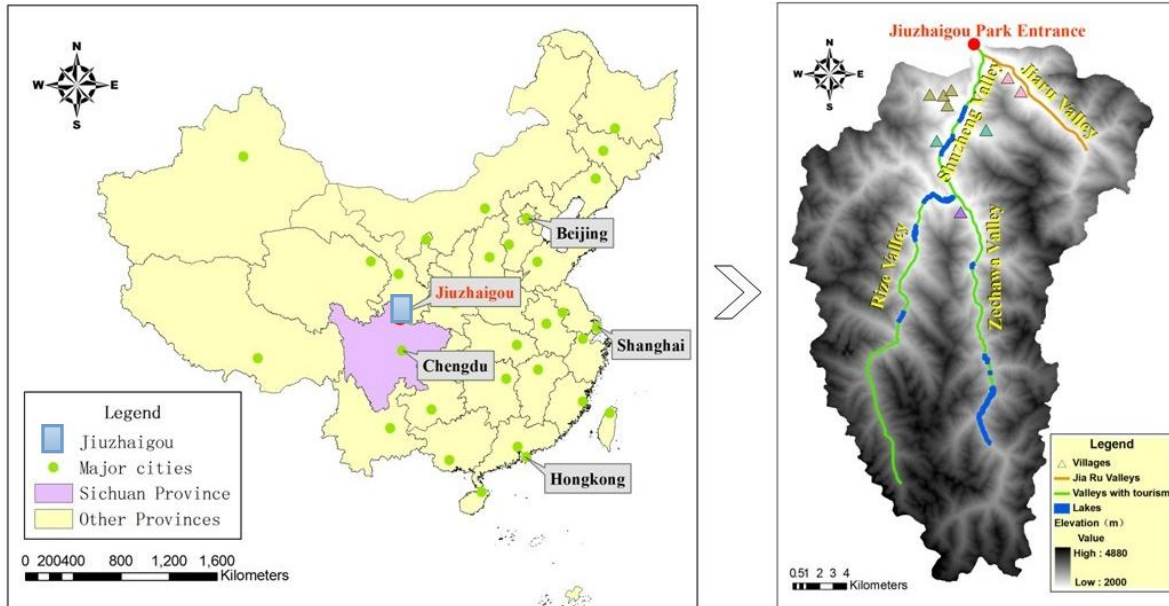 N
W E
S
Beijing
Jiuzhaigou
Shanghai
Chengdu
Hongkong
Legend
Jiuzhaigou
Major cities
Sichuan Province
Other Provinces
0 200400 800 1,200 1,600
Kilometers
N
W E
S
Jiuzhaigou Park Entrance
Jiaru Valley
Shuzheng Valley
Rize Valley
Zechawa Valley
Legend
Villages
Jia Ru Valleys
Valleys with tourism
Lakes
Elevation (m)
Value
High : 4880
Low : 2000
0.51 2 3 4
Kilometers